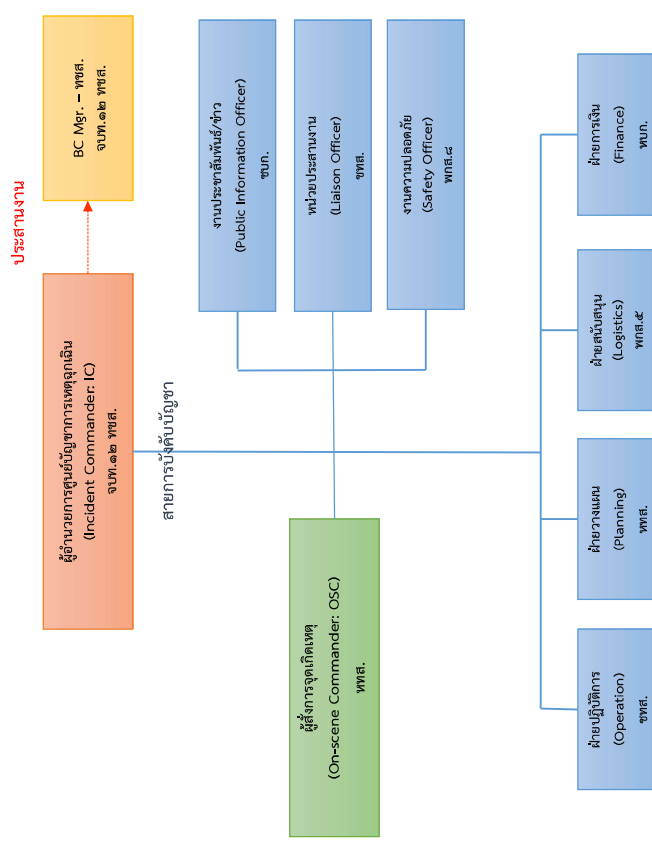 ผู้อำนวยการศูนย์บัญชาการเหตุฉุกเฉิน
(Incident Commander: IC)
จบท.๑๒ ทชส.
ประสานงาน
BC Mgr. – ทชส.
จบท.๑๒ ทชส.
สายการบังคับบัญชา
ผู้สั่งการจุดเกิดเหตุ
(On-scene Commander: OSC)
หทส.
งานประชาสัมพันธ์/ข่าว
(Public Information Officer)
ชบก.
หน่วยประสานงาน
(Liaison Officer)
ชทส.
งานความปลอดภัย
(Safety Officer)
พกส.๘
ฝ่ายปฏิบัติการ
(Operation)
ชทส.
ฝ่ายวางแผน
(Planning)
หทส.
ฝ่ายสนับสนุน
(Logistics)
พกส.๕
ฝ่ายการเงิน
(Finance)
หบก.